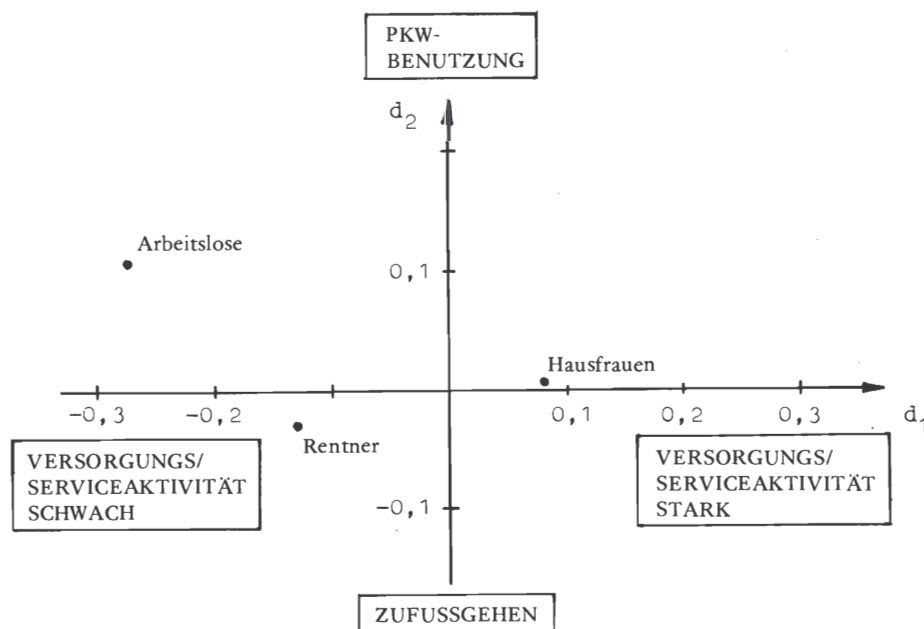 PKW-
BENUTZUNG
d2
Arbeitslose
0,1
Hausfrauen
-0,3 -0,2 0,1 0,2 0,3 d1
Rentner
VERSORGUNGS/
SERVICEAKTIVITÄT
SCHWACH
VERSORGUNGS/
SERVICEAKTIVITÄT
STARK
-0,1
ZUFUSSGEHEN